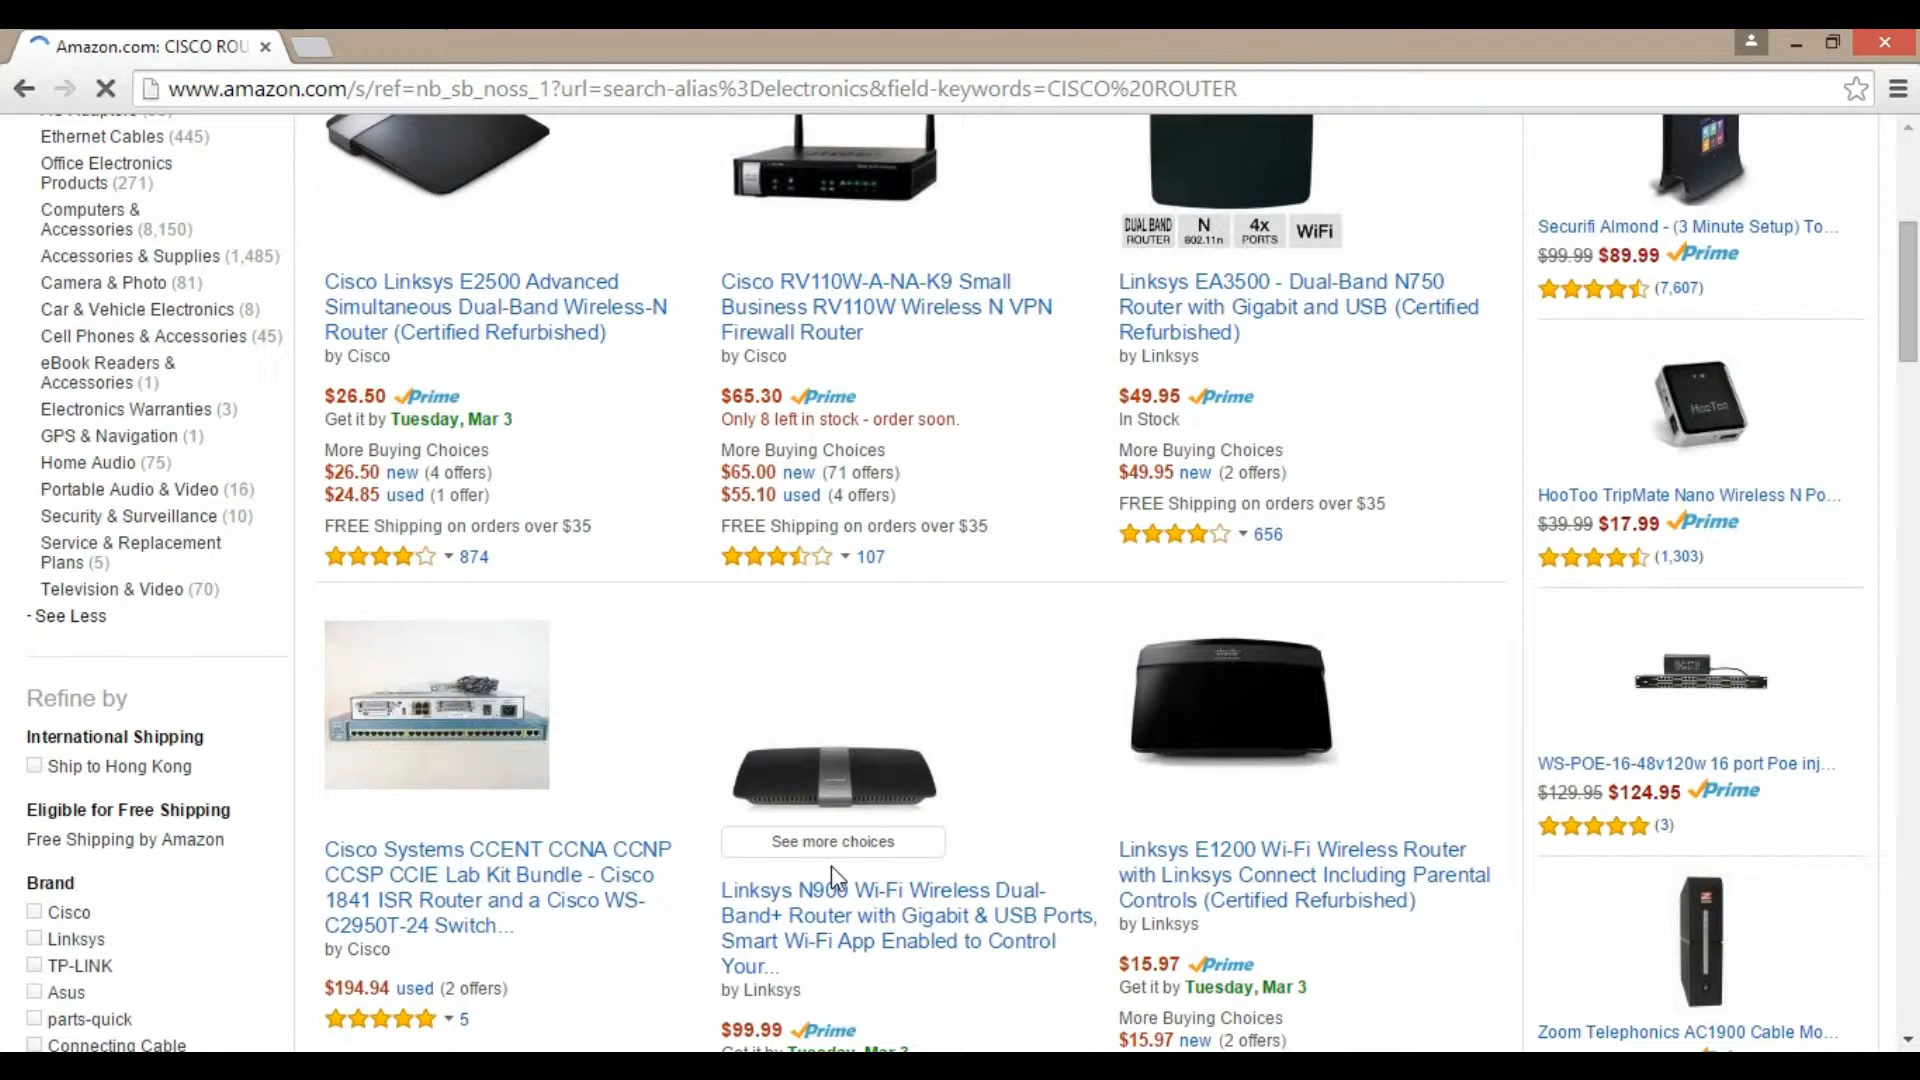 Amazon.com: CISCO ROU
www.amazon.com/s/ref=nb_sb_noss_1?url=search-alias%3Delectronics&field-keywords=CISCO%20ROUTER
Ethernet Cables (445)
Office Electronics
Products (271)
Computers &
Accessories (8,150)
Accessories & Supplies (1,485)
Camera & Photo (81)
Car & Vehicle Electronics (8)
Cell Phones & Accessories (45)
eBook Readers &
Accessories (1)
Electronics Warranties (3)
GPS & Navigation (1)
Home Audio (75)
Portable Audio & Video (16)
Security & Surveillance (10)
Service & Replacement
Plans (5)
Television & Video (70)
- See Less
Refine by
International Shipping
Ship to Hong Kong
Eligible for Free Shipping
Free Shipping by Amazon
Brand
Cisco
Linksys
TP-LINK
Asus
parts-quick
Connecting Cable
Cisco Linksys E2500 Advanced
Simultaneous Dual-Band Wireless-N
Router (Certified Refurbished)
by Cisco
$26.50 Prime
Get it by Tuesday, Mar 3
More Buying Choices
$26.50 new (4 offers)
$24.85 used (1 offer)
FREE Shipping on orders over $35
874
Cisco RV110W-A-NA-K9 Small
Business RV110W Wireless N VPN
Firewall Router
by Cisco
$65.30 Prime
Only 8 left in stock - order soon.
More Buying Choices
$65.00 new (71 offers)
$55.10 used (4 offers)
FREE Shipping on orders over $35
107
DUAL BAND
ROUTER
N
802.11n
4x
PORTS
WiFi
Linksys EA3500 - Dual-Band N750
Router with Gigabit and USB (Certified
Refurbished)
by Linksys
$49.95 Prime
In Stock
More Buying Choices
$49.95 new (2 offers)
FREE Shipping on orders over $35
656
Cisco Systems CCENT CCNA CCNP
CCSP CCIE Lab Kit Bundle - Cisco
1841 ISR Router and a Cisco WS-
C2950T-24 Switch...
by Cisco
$194.94 used (2 offers)
5
See more choices
Linksys N900 Wi-Fi Wireless Dual-
Band+ Router with Gigabit & USB Ports,
Smart Wi-Fi App Enabled to Control
Your...
by Linksys
$99.99 Prime
Get it by Tuesday, Mar 3
Linksys E1200 Wi-Fi Wireless Router
with Linksys Connect Including Parental
Controls (Certified Refurbished)
by Linksys
$15.97 Prime
Get it by Tuesday, Mar 3
More Buying Choices
$15.97 new (2 offers)
Securifi Almond - (3 Minute Setup) To...
$99.99 $89.99 Prime
(7,607)
HooToo
HooToo TripMate Nano Wireless N Po...
$39.99 $17.99 Prime
(1,303)
WS-POE-16-48v120w 16 port Poe inj...
$129.95 $124.95 Prime
(3)
Zoom Telephonics AC1900 Cable Mo...